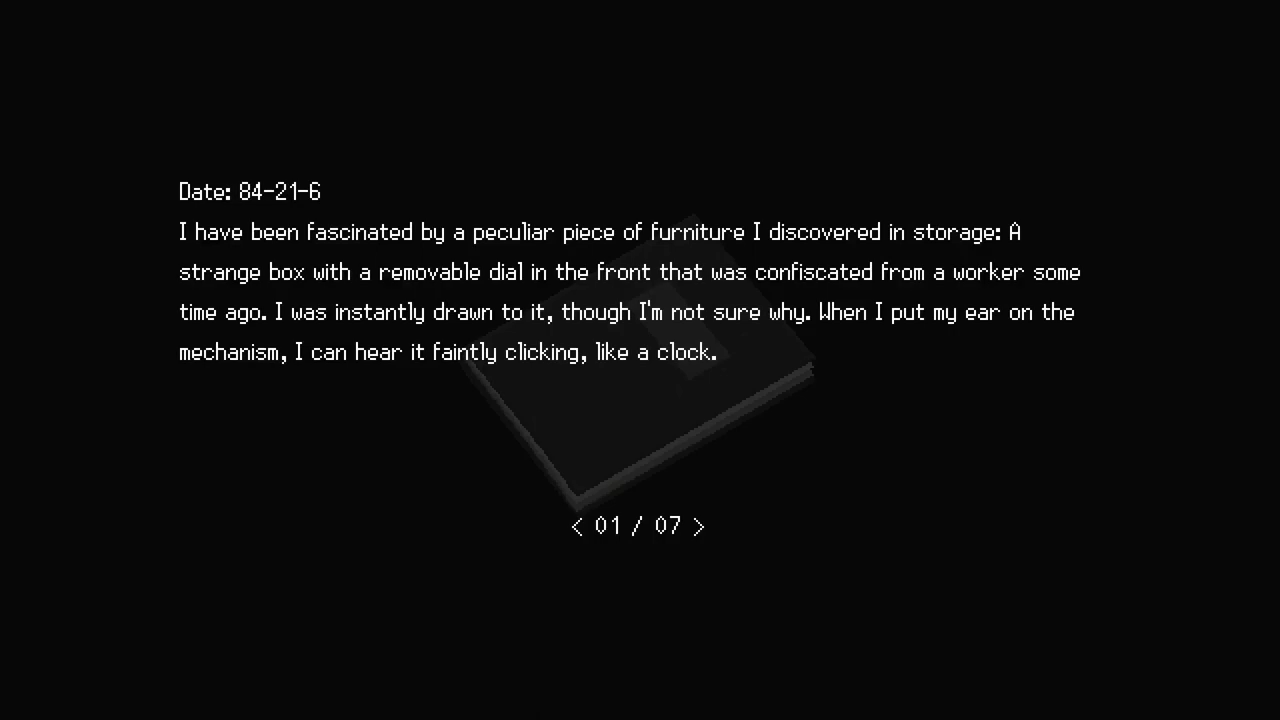 Date: 84-21-6
I have been fascinated by a peculiar piece of furniture I discovered in storage: A
strange box with a removable dial in the front that was confiscated from a worker some
time ago. I was instantly drawn to it, though I'm not sure why. When I put my ear on the
mechanism, I can hear it faintly clicking, like a clock.
< 01 / 07 >